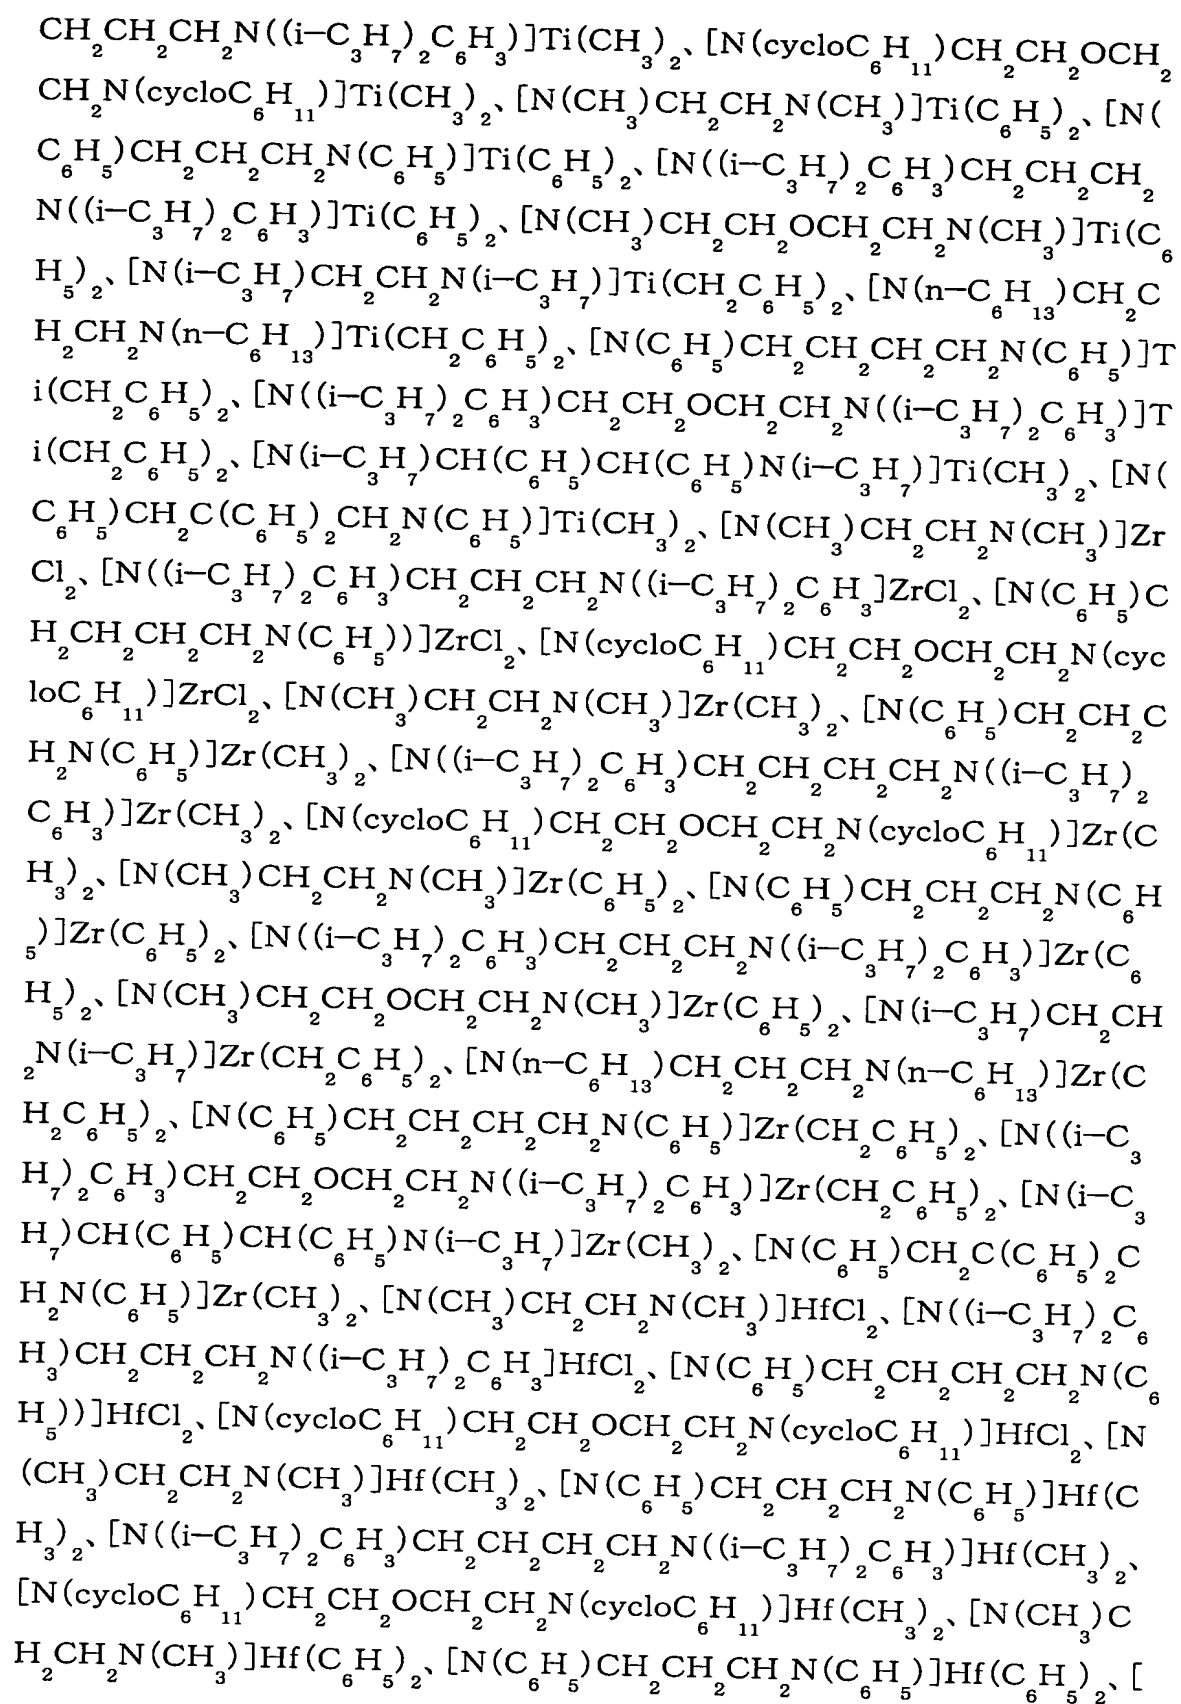 CH₂CH₂CH₂N((i−C₃H₇)₂C₆H₃)]Ti(CH₃)₂、[N(cycloC₆H₁₁)CH₂CH₂OCH₂
CH₂N(cycloC₆H₁₁)]Ti(CH₃)₂、[N(CH₃)CH₂CH₂N(CH₃)]Ti(C₆H₅)₂、[N(
C₆H₅)CH₂CH₂CH₂N(C₆H₅)]Ti(C₆H₅)₂、[N((i−C₃H₇)₂C₆H₃)CH₂CH₂CH₂
N((i−C₃H₇)₂C₆H₃)]Ti(C₆H₅)₂、[N(CH₃)CH₂CH₂OCH₂CH₂N(CH₃)]Ti(C₆
H₅)₂、[N(i−C₃H₇)CH₂CH₂N(i−C₃H₇)]Ti(CH₂C₆H₅)₂、[N(n−C₆H₁₃)CH₂C
H₂CH₂N(n−C₆H₁₃)]Ti(CH₂C₆H₅)₂、[N(C₆H₅)CH₂CH₂CH₂CH₂N(C₆H₅)]T
i(CH₂C₆H₅)₂、[N((i−C₃H₇)₂C₆H₃)CH₂CH₂OCH₂CH₂N((i−C₃H₇)₂C₆H₃)]T
i(CH₂C₆H₅)₂、[N(i−C₃H₇)CH(C₆H₅)CH(C₆H₅)N(i−C₃H₇)]Ti(CH₃)₂、[N(
C₆H₅)CH₂C(C₆H₅)₂CH₂N(C₆H₅)]Ti(CH₃)₂、[N(CH₃)CH₂CH₂N(CH₃)]Zr
Cl₂、[N((i−C₃H₇)₂C₆H₃)CH₂CH₂CH₂N((i−C₃H₇)₂C₆H₃]ZrCl₂、[N(C₆H₅)C
H₂CH₂CH₂CH₂N(C₆H₅))]ZrCl₂、[N(cycloC₆H₁₁)CH₂CH₂OCH₂CH₂N(cyc
loC₆H₁₁)]ZrCl₂、[N(CH₃)CH₂CH₂N(CH₃)]Zr(CH₃)₂、[N(C₆H₅)CH₂CH₂C
H₂N(C₆H₅)]Zr(CH₃)₂、[N((i−C₃H₇)₂C₆H₃)CH₂CH₂CH₂CH₂N((i−C₃H₇)₂
C₆H₃)]Zr(CH₃)₂、[N(cycloC₆H₁₁)CH₂CH₂OCH₂CH₂N(cycloC₆H₁₁)]Zr(C
H₃)₂、[N(CH₃)CH₂CH₂N(CH₃)]Zr(C₆H₅)₂、[N(C₆H₅)CH₂CH₂CH₂N(C₆H
₅)]Zr(C₆H₅)₂、[N((i−C₃H₇)₂C₆H₃)CH₂CH₂CH₂N((i−C₃H₇)₂C₆H₃)]Zr(C₆
H₅)₂、[N(CH₃)CH₂CH₂OCH₂CH₂N(CH₃)]Zr(C₆H₅)₂、[N(i−C₃H₇)CH₂CH
₂N(i−C₃H₇)]Zr(CH₂C₆H₅)₂、[N(n−C₆H₁₃)CH₂CH₂CH₂N(n−C₆H₁₃)]Zr(C
H₂C₆H₅)₂、[N(C₆H₅)CH₂CH₂CH₂CH₂N(C₆H₅)]Zr(CH₂C₆H₅)₂、[N((i−C₃
H₇)₂C₆H₃)CH₂CH₂OCH₂CH₂N((i−C₃H₇)₂C₆H₃)]Zr(CH₂C₆H₅)₂、[N(i−C₃
H₇)CH(C₆H₅)CH(C₆H₅)N(i−C₃H₇)]Zr(CH₃)₂、[N(C₆H₅)CH₂C(C₆H₅)₂C
H₂N(C₆H₅)]Zr(CH₃)₂、[N(CH₃)CH₂CH₂N(CH₃)]HfCl₂、[N((i−C₃H₇)₂C₆
H₃)CH₂CH₂CH₂N((i−C₃H₇)₂C₆H₃]HfCl₂、[N(C₆H₅)CH₂CH₂CH₂CH₂N(C₆
H₅))]HfCl₂、[N(cycloC₆H₁₁)CH₂CH₂OCH₂CH₂N(cycloC₆H₁₁)]HfCl₂、[N
(CH₃)CH₂CH₂N(CH₃)]Hf(CH₃)₂、[N(C₆H₅)CH₂CH₂CH₂N(C₆H₅)]Hf(C
H₃)₂、[N((i−C₃H₇)₂C₆H₃)CH₂CH₂CH₂CH₂N((i−C₃H₇)₂C₆H₃)]Hf(CH₃)₂、
[N(cycloC₆H₁₁)CH₂CH₂OCH₂CH₂N(cycloC₆H₁₁)]Hf(CH₃)₂、[N(CH₃)C
H₂CH₂N(CH₃)]Hf(C₆H₅)₂、[N(C₆H₅)CH₂CH₂CH₂N(C₆H₅)]Hf(C₆H₅)₂、[